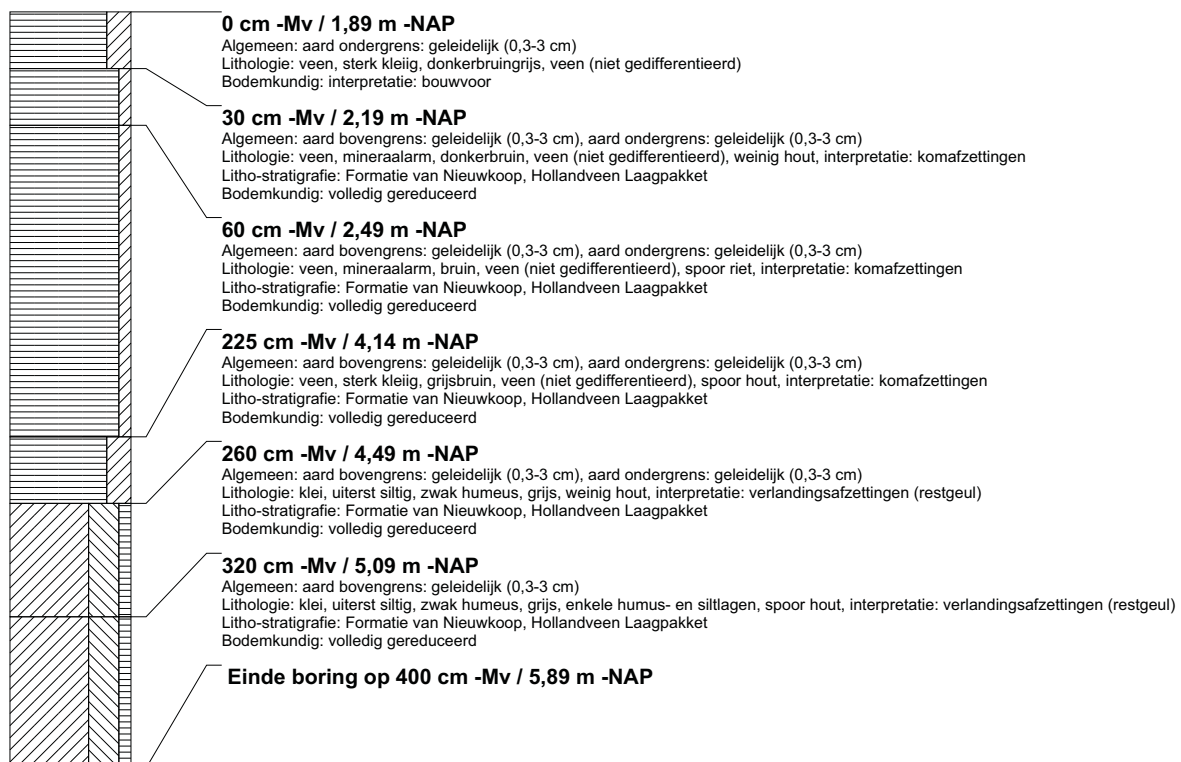 0 cm -Mv / 1,89 m -NAP
Algemeen: aard ondergrens: geleidelijk (0,3-3 cm)
Lithologie: veen, sterk kleiig, donkerbruingrijs, veen (niet gedifferentieerd)
Bodemkundig: interpretatie: bouwvoor
30 cm -Mv / 2,19 m -NAP
Algemeen: aard bovengrens: geleidelijk (0,3-3 cm), aard ondergrens: geleidelijk (0,3-3 cm)
Lithologie: veen, mineraalarm, donkerbruin, veen (niet gedifferentieerd), weinig hout, interpretatie: komafzettingen
Litho-stratigrafie: Formatie van Nieuwkoop, Hollandveen Laagpakket
Bodemkundig: volledig gereduceerd
60 cm -Mv / 2,49 m -NAP
Algemeen: aard bovengrens: geleidelijk (0,3-3 cm), aard ondergrens: geleidelijk (0,3-3 cm)
Lithologie: veen, mineraalarm, bruin, veen (niet gedifferentieerd), spoor riet, interpretatie: komafzettingen
Litho-stratigrafie: Formatie van Nieuwkoop, Hollandveen Laagpakket
Bodemkundig: volledig gereduceerd
225 cm -Mv / 4,14 m -NAP
Algemeen: aard bovengrens: geleidelijk (0,3-3 cm), aard ondergrens: geleidelijk (0,3-3 cm)
Lithologie: veen, sterk kleiig, grijsbruin, veen (niet gedifferentieerd), spoor hout, interpretatie: komafzettingen
Litho-stratigrafie: Formatie van Nieuwkoop, Hollandveen Laagpakket
Bodemkundig: volledig gereduceerd
260 cm -Mv / 4,49 m -NAP
Algemeen: aard bovengrens: geleidelijk (0,3-3 cm), aard ondergrens: geleidelijk (0,3-3 cm)
Lithologie: klei, uiterst siltig, zwak humeus, grijs, weinig hout, interpretatie: verlandingsafzettingen (restgeul)
Litho-stratigrafie: Formatie van Nieuwkoop, Hollandveen Laagpakket
Bodemkundig: volledig gereduceerd
320 cm -Mv / 5,09 m -NAP
Algemeen: aard bovengrens: geleidelijk (0,3-3 cm)
Lithologie: klei, uiterst siltig, zwak humeus, grijs, enkele humus- en siltlagen, spoor hout, interpretatie: verlandingsafzettingen (restgeul)
Litho-stratigrafie: Formatie van Nieuwkoop, Hollandveen Laagpakket
Bodemkundig: volledig gereduceerd
Einde boring op 400 cm -Mv / 5,89 m -NAP